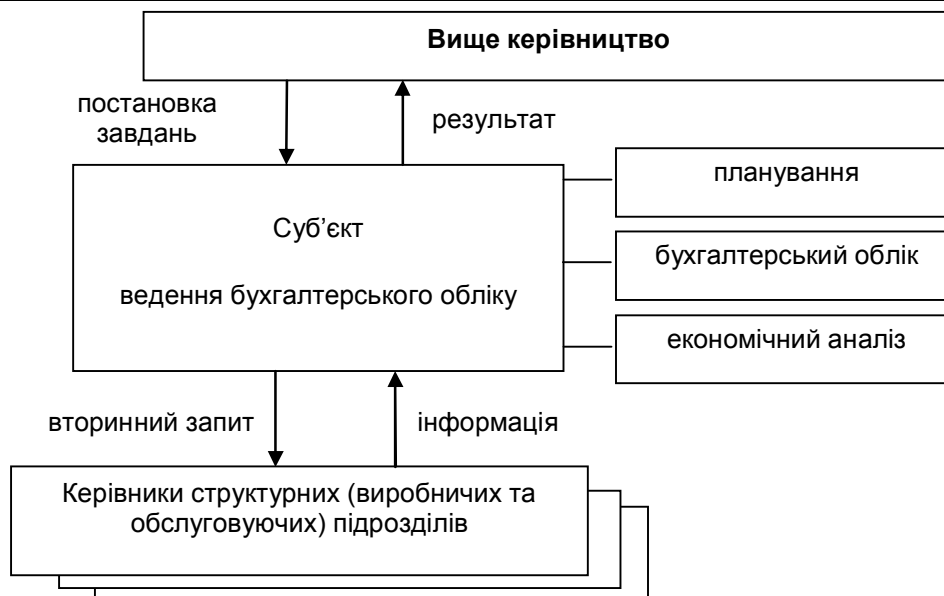 Вище керівництво
постановка
завдань
результат
Суб’єкт
ведення бухгалтерського обліку
планування
бухгалтерський облік
економічний аналіз
вторинний запит
інформація
Керівники структурних (виробничих та
обслуговуючих) підрозділів